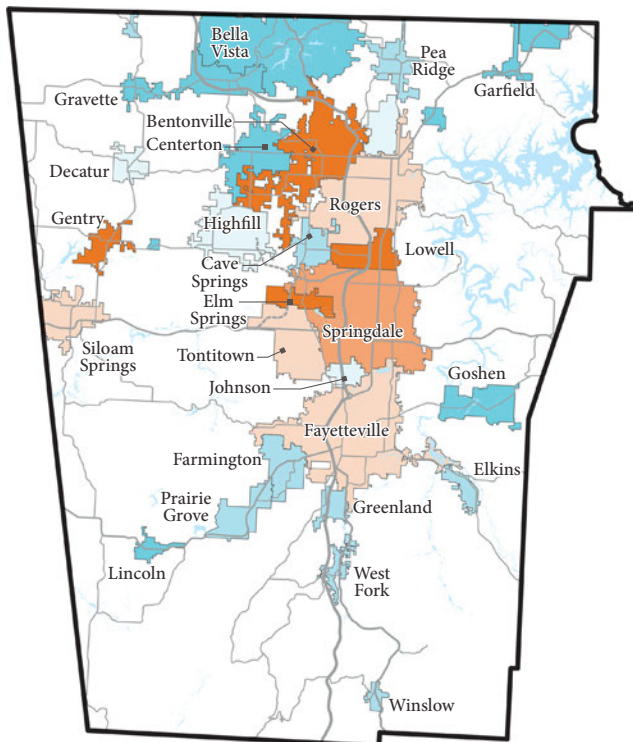 Bella
Vista
Pea
Ridge
Garfield
Gravette
Bentonville
Centerton
Decatur
Gentry
Highfill
Rogers
Lowell
Cave
Springs
Elm
Springs
Springdale
Siloam
Springs
Tontitown
Johnson
Goshen
Fayetteville
Farmington
Elkins
Prairie
Grove
Greenland
Lincoln
West
Fork
Winslow